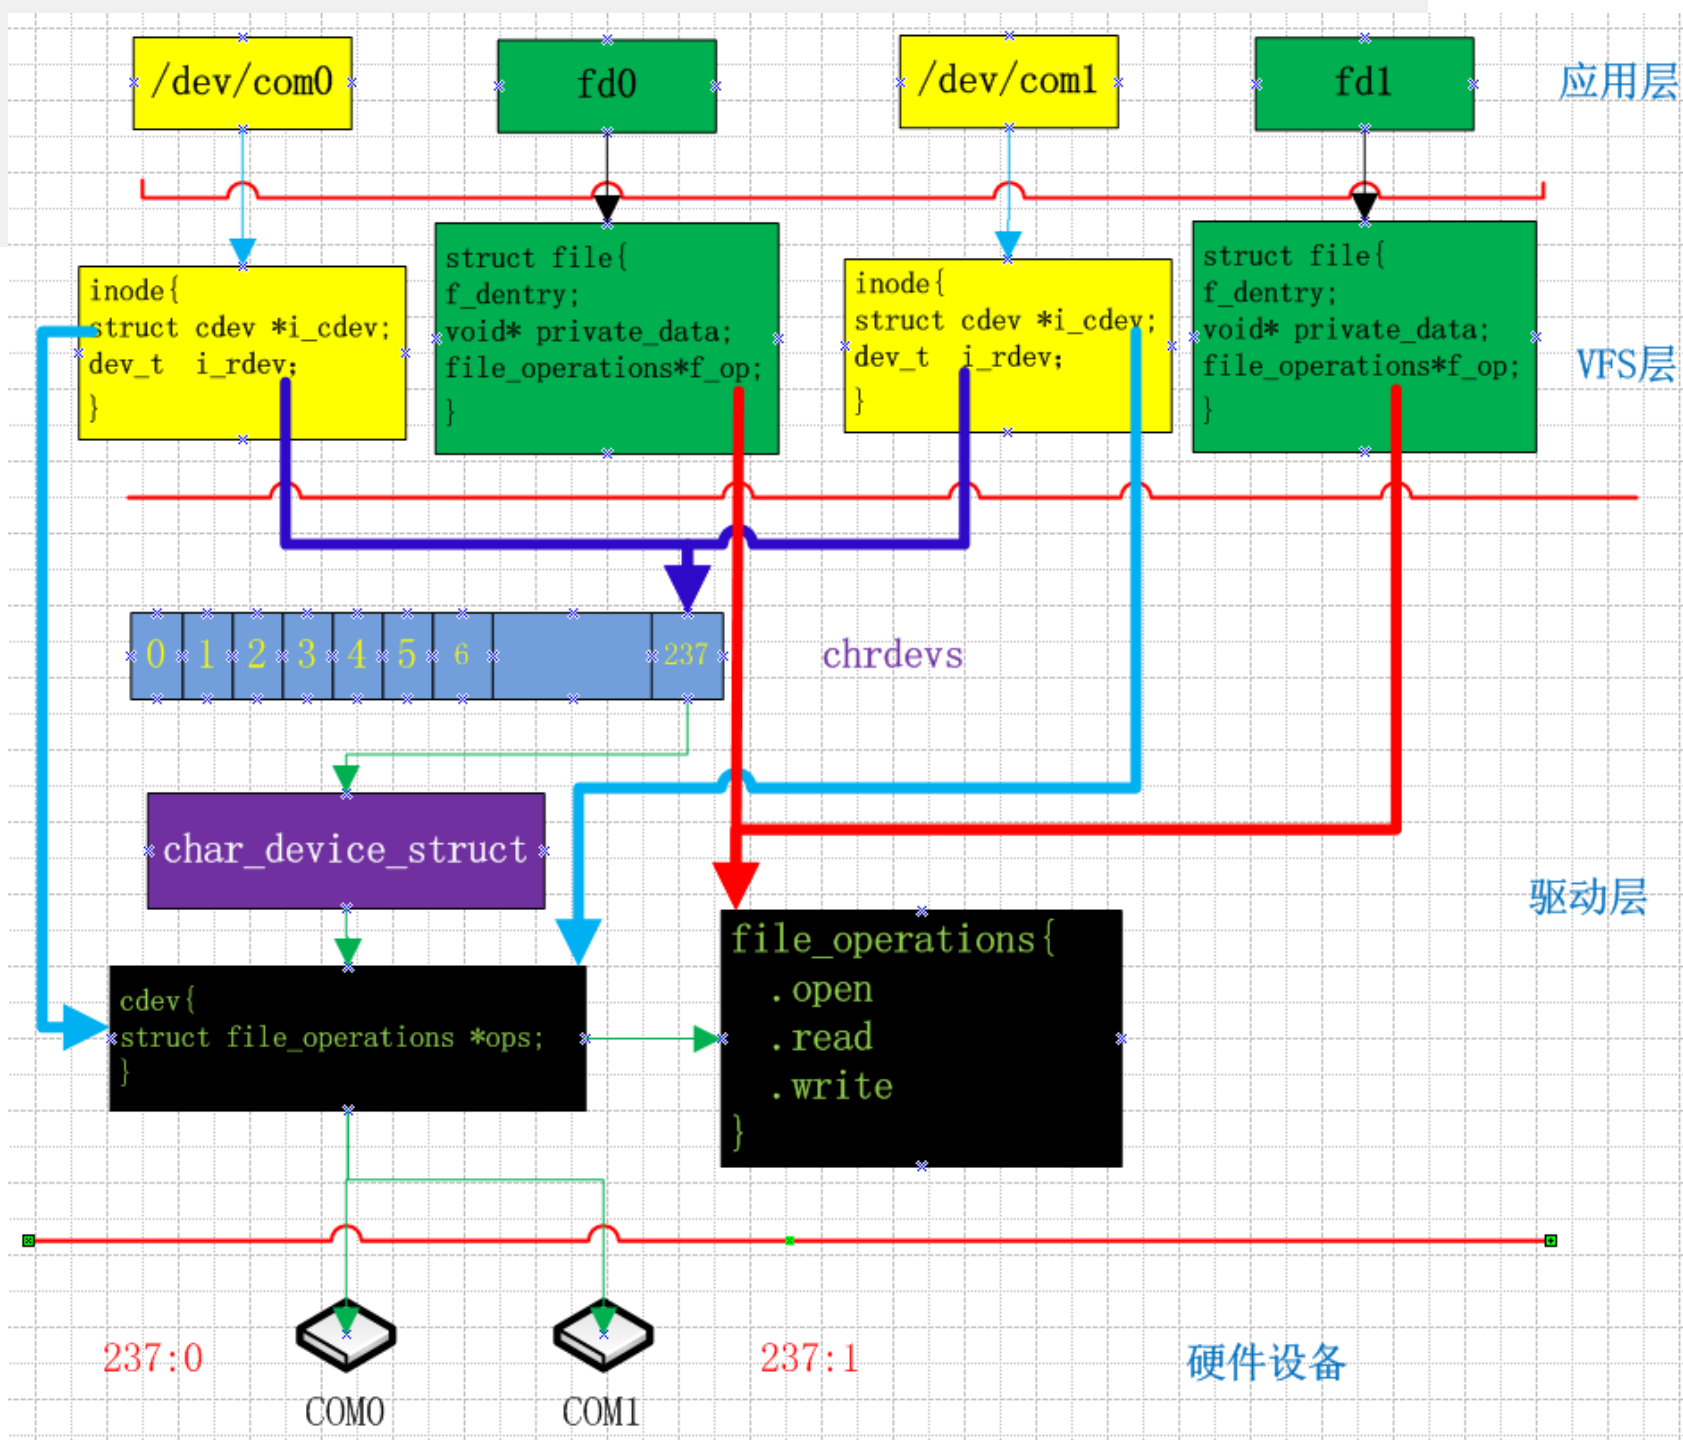 /dev/com0
fd0
/dev/com1
fd1
应用层
inode{
struct cdev *i_cdev;
dev_t  i_rdev;
}
struct file{
f_dentry;
void* private_data;
file_operations*f_op;
}
inode{
struct cdev *i_cdev;
dev_t  i_rdev;
}
struct file{
f_dentry;
void* private_data;
file_operations*f_op;
}
VFS层
0 1 2 3 4 5 6 237
chrdevs
char_device_struct
驱动层
cdev{
struct file_operations *ops;
}
file_operations{
.open
.read
.write
}
237:0
COM0
COM1
237:1
硬件设备